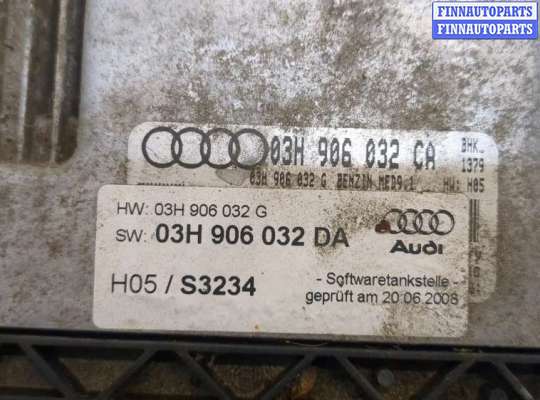 FINNAUTOPARTS
FINNAUTOPARTS
03H 906 032 CA
BHK.
1379
03H 906 032 G BENZIN MED9.1 HW: H05
HW: 03H 906 032 G
SW: 03H 906 032 DA
Audi
H05 / S3234
- Softwaretankstelle -
geprüft am 20.06.2008